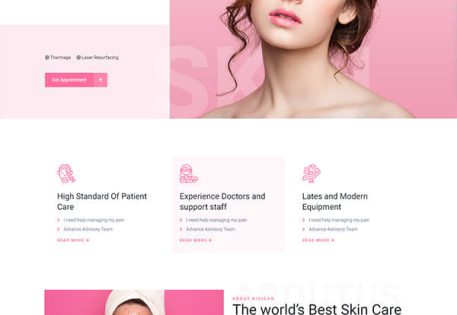 SKIN
Thermage Laser Resurfacing
Get Appointment +
High Standard Of Patient
Care
I need help managing my pain
Advance Advisory Team
READ MORE
Experience Doctors and
support staff
I need help managing my pain
Advance Advisory Team
READ MORE
Lates and Modern
Equipment
I need help managing my pain
Advance Advisory Team
READ MORE
ABOUT US
ABOUT
The world's Best Skin Care